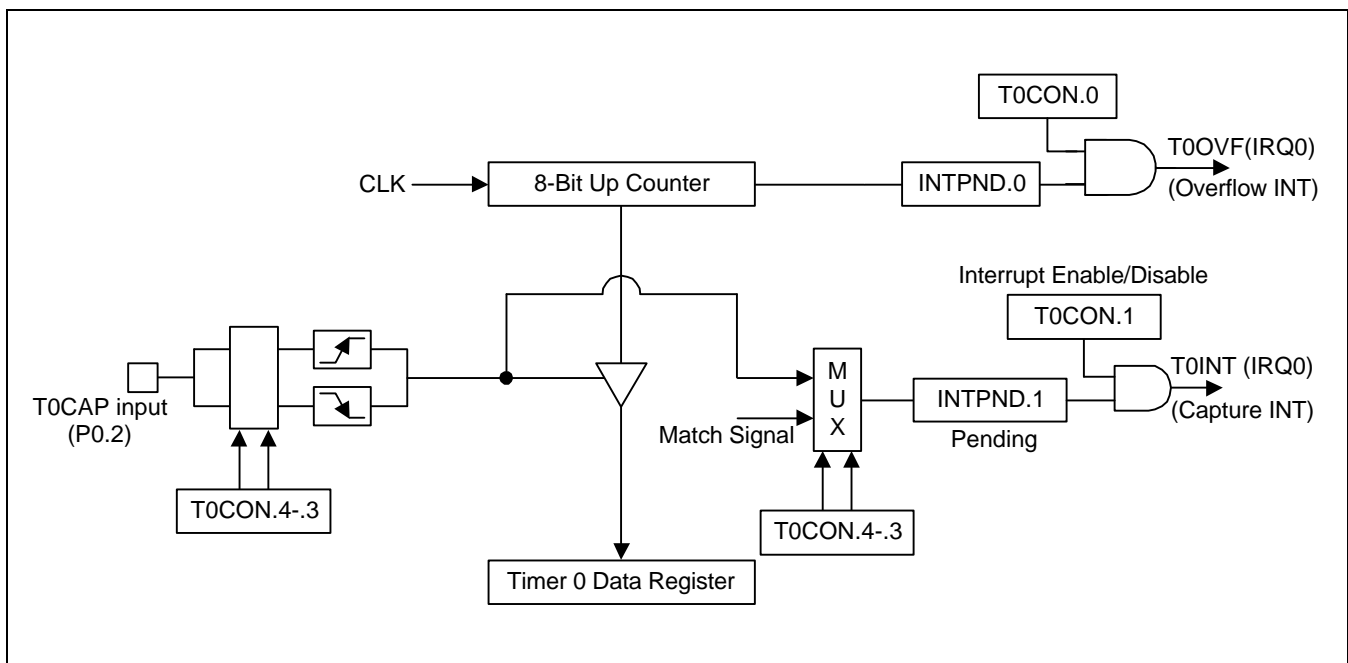 T0CON.0
T0OVF(IRQ0)
(Overflow INT)
CLK
8-Bit Up Counter
INTPND.0
Interrupt Enable/Disable
T0CON.1
T0INT (IRQ0)
(Capture INT)
T0CAP input
(P0.2)
M
U
X
Match Signal
INTPND.1
Pending
T0CON.4-.3
T0CON.4-.3
Timer 0 Data Register